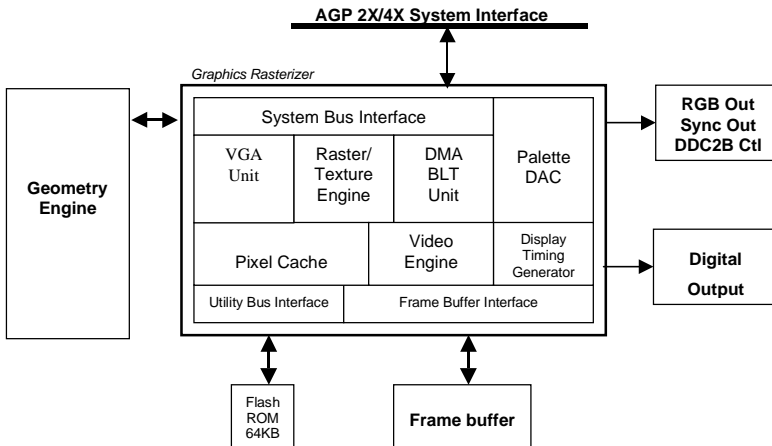 AGP 2X/4X System Interface
Graphics Rasterizer
Geometry
Engine
System Bus Interface
VGA
Unit
Raster/
Texture
Engine
DMA
BLT
Unit
Palette
DAC
Pixel Cache
Video
Engine
Display
Timing
Generator
Utility Bus Interface
Frame Buffer Interface
RGB Out
Sync Out
DDC2B Ctl
Digital
Output
Flash
ROM
64KB
Frame buffer